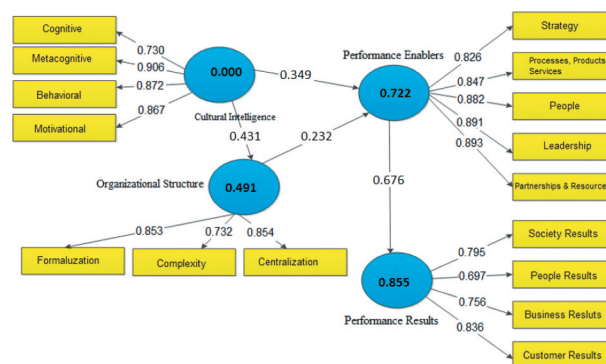 Cognitive
Metacognitive
Behavioral
Motivational
0.730
0.906
0.872
0.867
0.000
Cultural Intelligence
0.349
0.431
0.232
Performance Enablers
0.722
0.826
0.847
0.882
0.891
0.893
Strategy
Processes, Products
Services
People
Leadership
Partnerships & Resource
Organizational Structure
0.491
0.676
0.853
0.732
0.854
Formaluzation
Complexity
Centralization
0.855
Performance Results
0.795
0.697
0.756
0.836
Society Results
People Results
Business Resluts
Customer Results